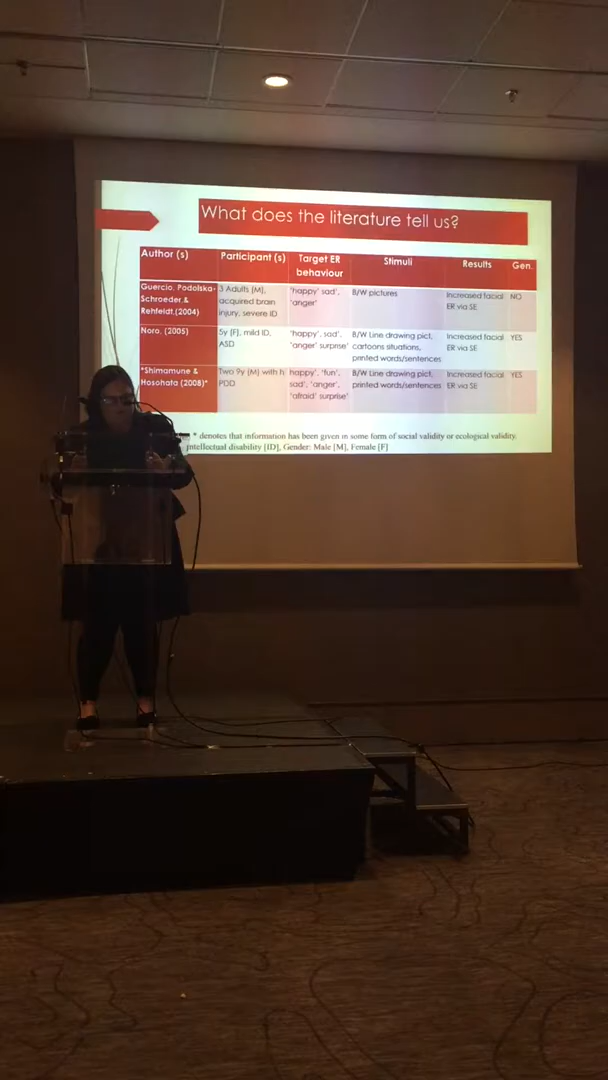 What does the literature tell us?
Author (s) Participant (s) Target ER behaviour Stimuli Results Gen.
Guercio, Podolska-Schroeder,& Rehfeldt,(2004) 3 Adults (M), acquired brain injury, severe ID 'happy' sad', 'anger' B/W pictures Increased facial ER via SE NO
Noro, (2005) 5y (F), mild ID, ASD 'happy', sad', 'anger' surprise' B/W Line drawing pict, cartoons situations, printed words/sentences Increased facial ER via SE YES
*Shimamune & Hosohata (2008)* Two 9y (M) with h PDD happy', 'fun', sad', 'anger', 'afraid' surprise' B/W Line drawing pict, printed words/sentences Increased facial ER via SE YES
* denotes that information has been given in some form of social validity or ecological validity,
intellectual disability [ID], Gender: Male [M], Female [F]